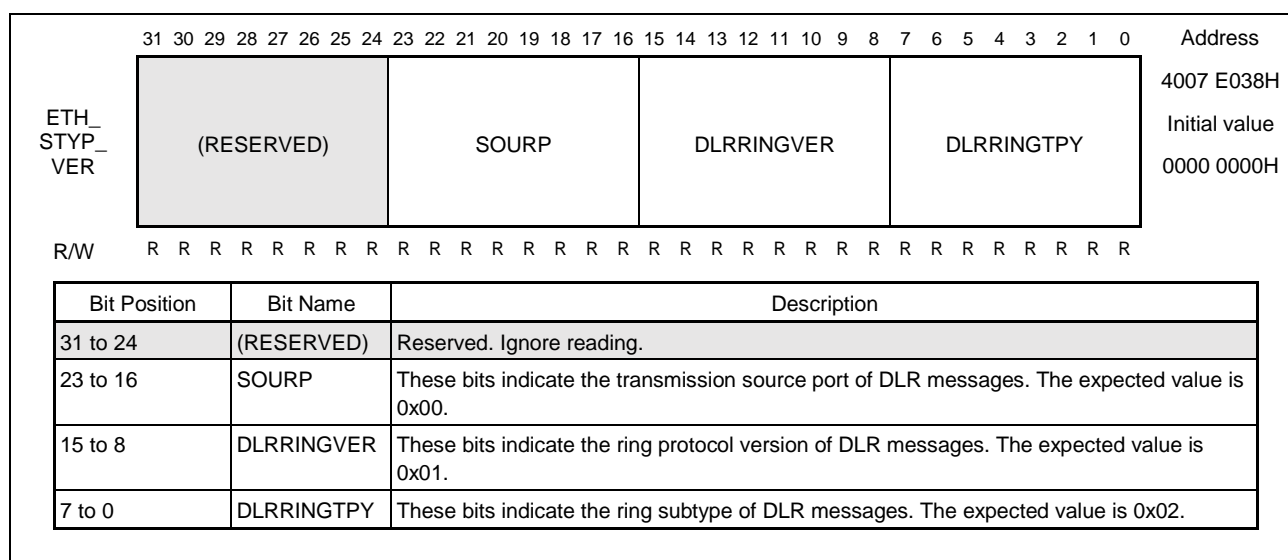 31 30 29 28 27 26 25 24 23 22 21 20 19 18 17 16 15 14 13 12 11 10 9 8 7 6 5 4 3 2 1 0 Address
4007 E038H
ETH_
STYP_
VER
(RESERVED) SOURP DLRRINGVER DLRRINGTPY
Initial value
0000 0000H
R/W R R R R R R R R R R R R R R R R R R R R R R R R R R R R R R R R
Bit Position Bit Name Description
31 to 24 (RESERVED) Reserved. Ignore reading.
23 to 16 SOURP These bits indicate the transmission source port of DLR messages. The expected value is
0x00.
15 to 8 DLRRINGVER These bits indicate the ring protocol version of DLR messages. The expected value is
0x01.
7 to 0 DLRRINGTPY These bits indicate the ring subtype of DLR messages. The expected value is 0x02.